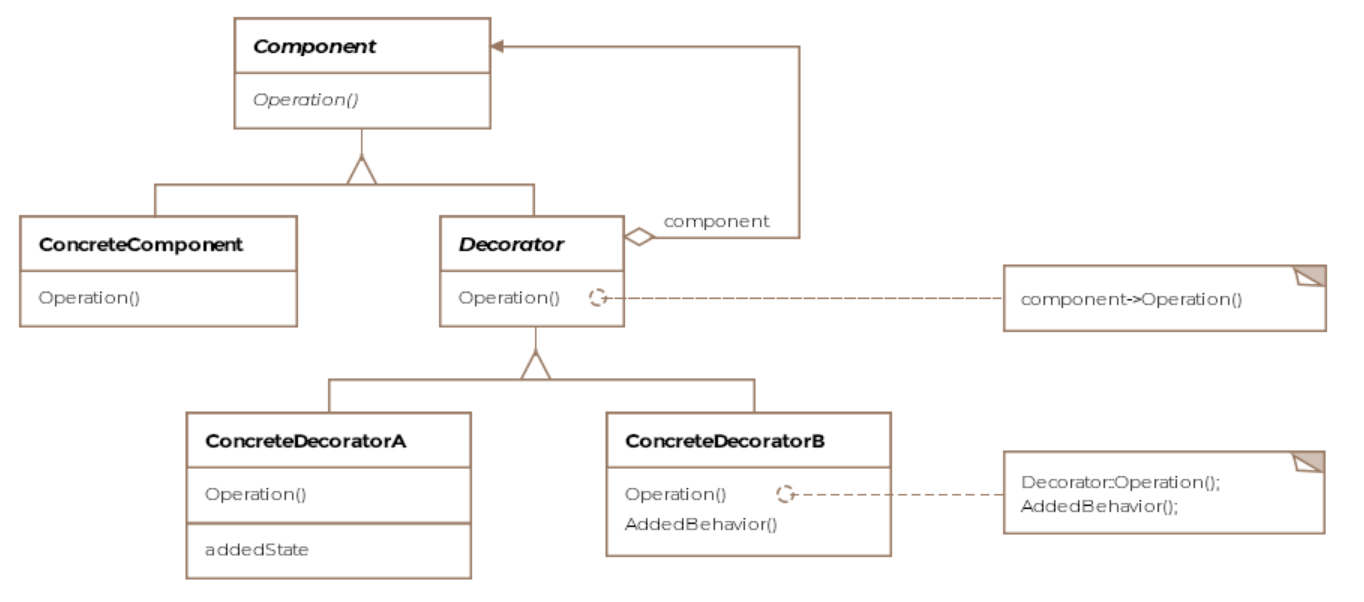 Component
Operation()
ConcreteComponent
Operation()
Decorator
Operation()
component
component->Operation()
ConcreteDecoratorA
Operation()
addedState
ConcreteDecoratorB
Operation()
AddedBehavior()
Decorator::Operation();
AddedBehavior();